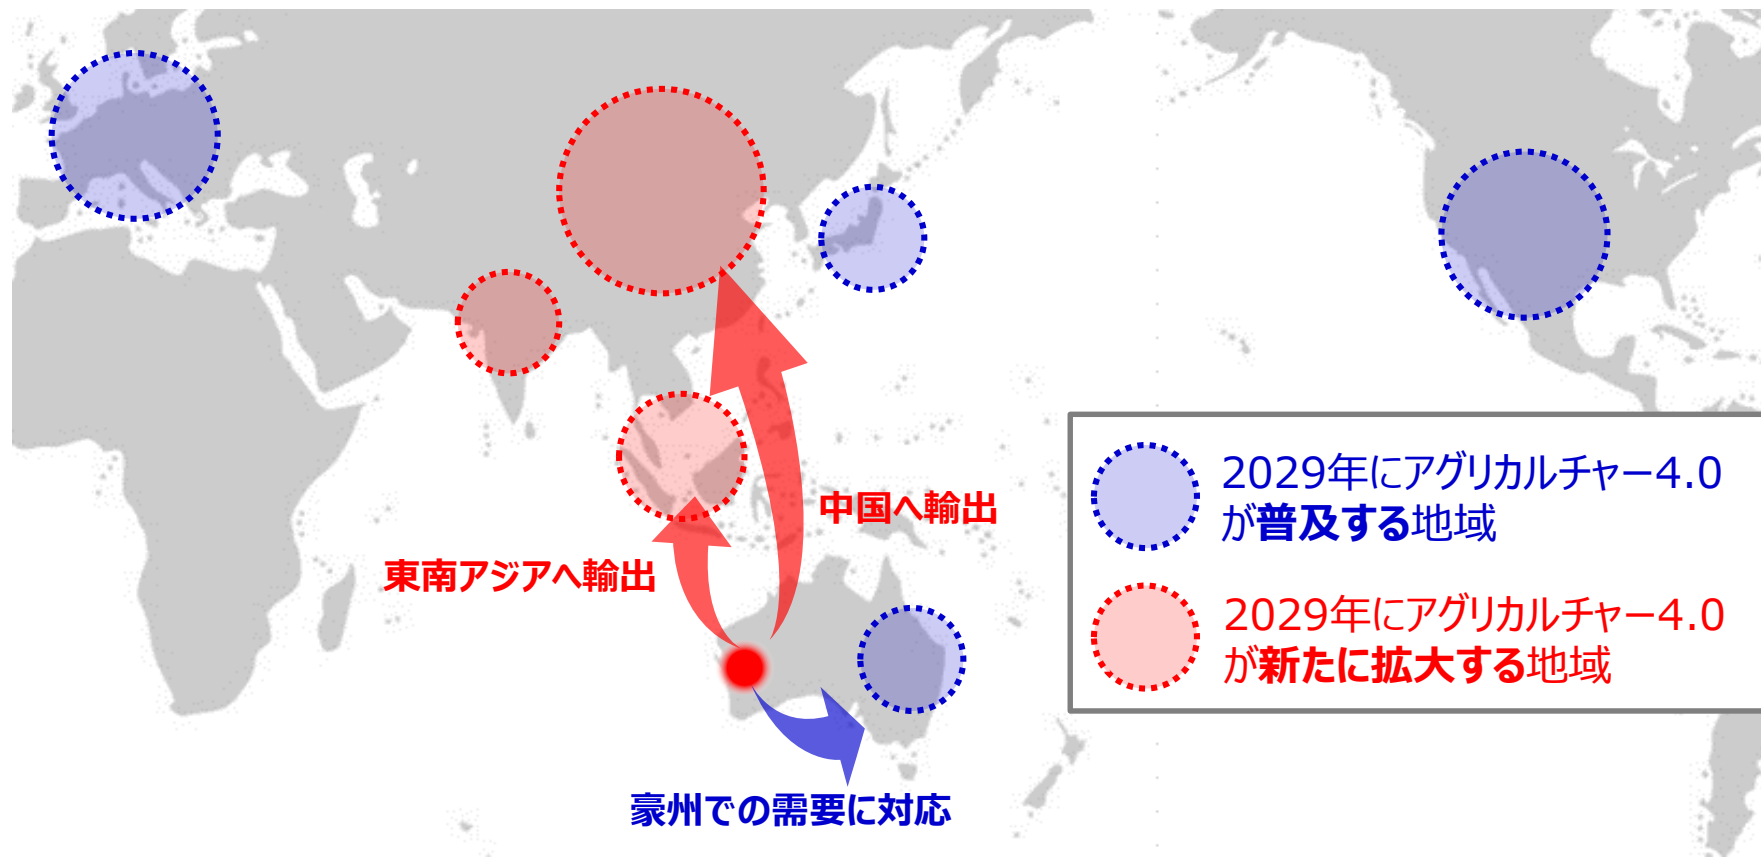 2029年にアグリカルチャー4.0
が普及する地域
中国へ輸出
東南アジアへ輸出
2029年にアグリカルチャー4.0
が新たに拡大する地域
豪州での需要に対応